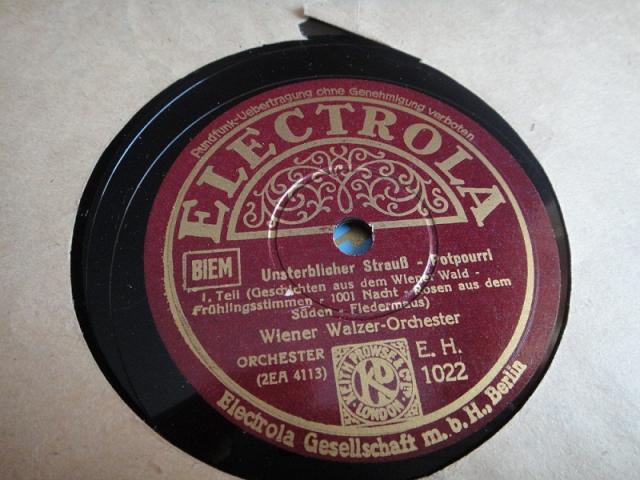 Rundfunk-Uebertragung ohne Genehmigung verboten
ELECTROLA
BIEM
Unsterblicher Strauß - Potpourri
I. Teil (Geschichten aus dem Wiener Wald -
Frühlingsstimmen - 1001 Nacht - Rosen aus dem
Süden - Fledermaus)
Wiener Walzer-Orchester
ORCHESTER
(2EA 4113)
KEITH PROWSE & Co Ltd
LONDON
KP
E. H.
1022
Electrola Gesellschaft m. b. H., Berlin